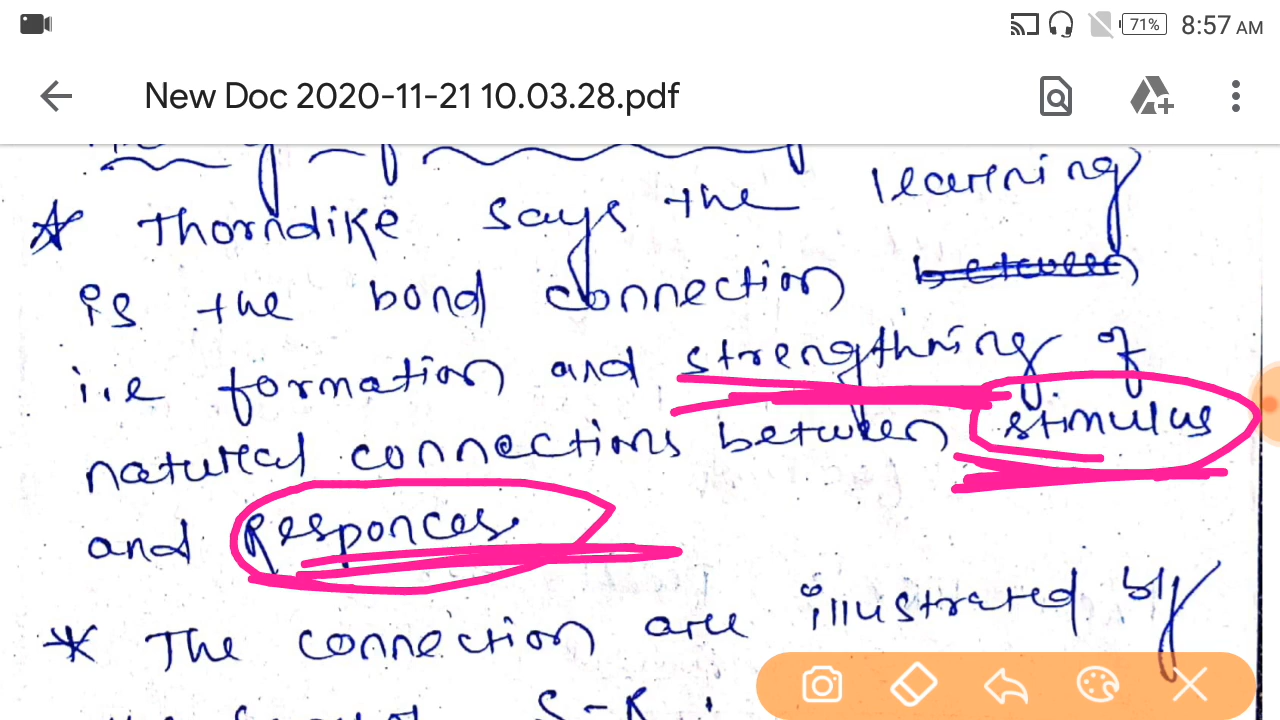 71% 8:57 AM
New Doc 2020-11-21 10.03.28.pdf
* Thorndike says the learning
is the bond connection between
i.e formation and strengthning of
natural connections between stimulus
and Responces.
* The connection are illustrated by
S-R